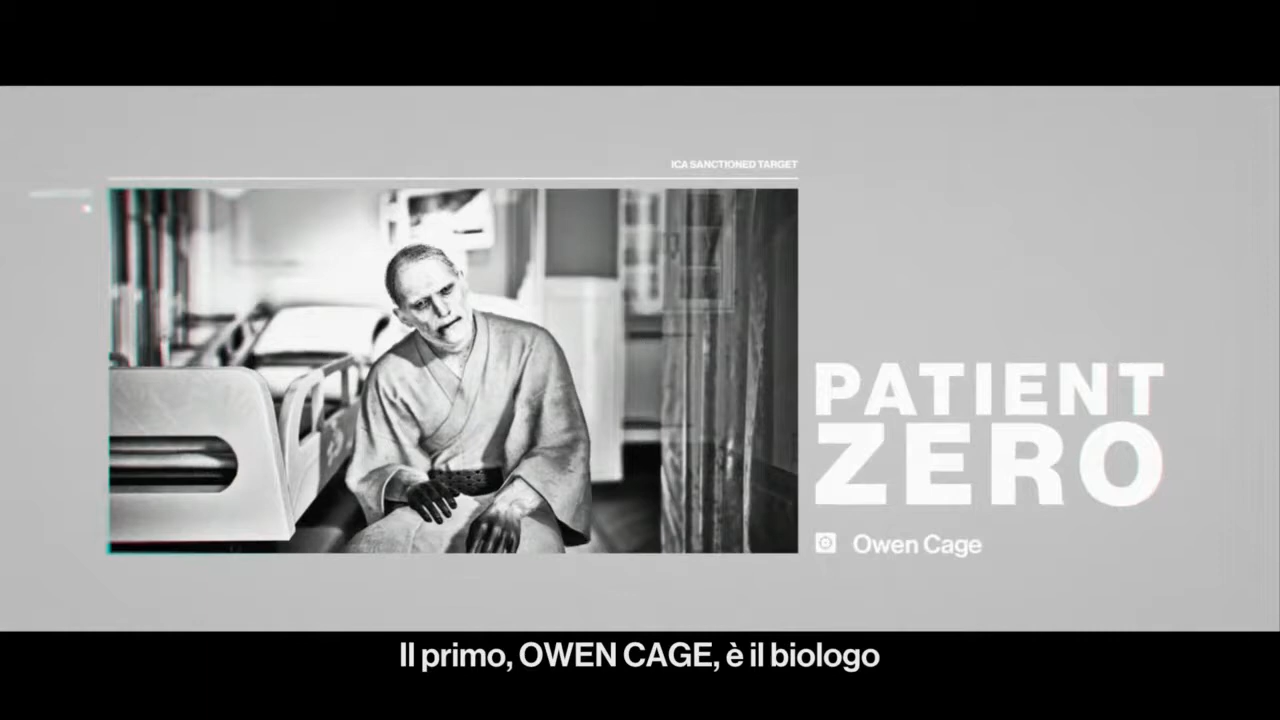 ICA SANCTIONED TARGET
PATIENT
ZERO
Owen Cage
Il primo, OWEN CAGE, è il biologo